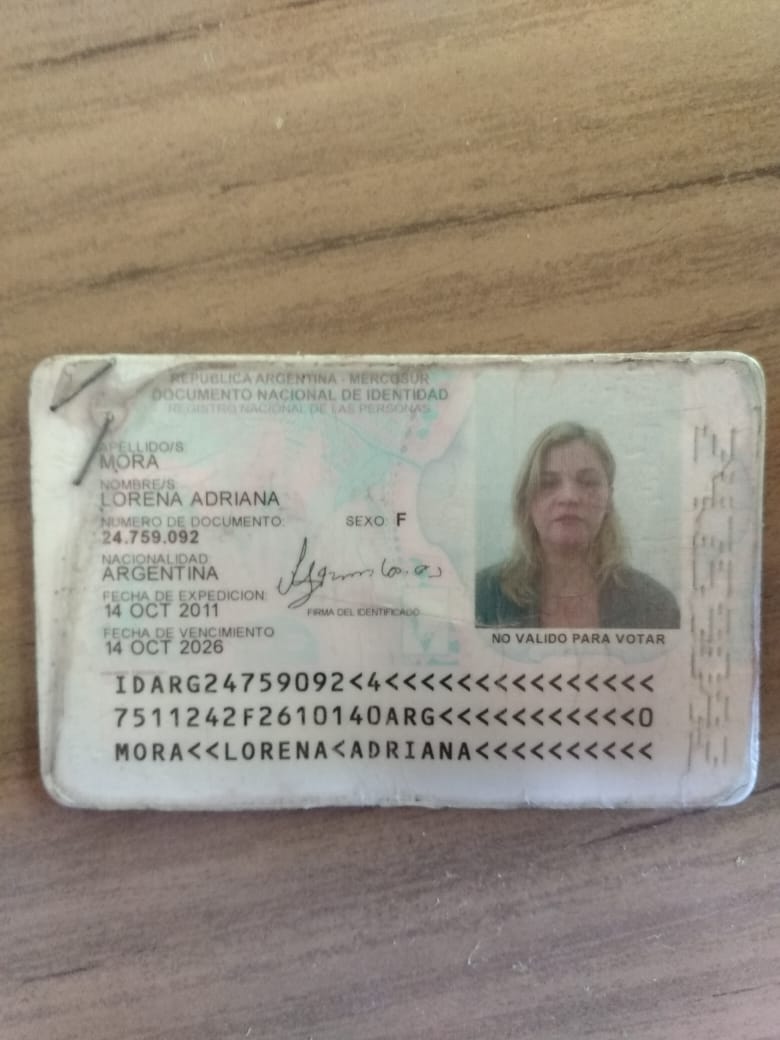 REPUBLICA ARGENTINA - MERCOSUR
DOCUMENTO NACIONAL DE IDENTIDAD
REGISTRO NACIONAL DE LAS PERSONAS
APELLIDO/S
MORA
NOMBRE/S
LORENA ADRIANA
NUMERO DE DOCUMENTO:
24.759.092
SEXO: F
NACIONALIDAD
ARGENTINA
FECHA DE EXPEDICION:
14 OCT 2011
FIRMA DEL IDENTIFICADO
FECHA DE VENCIMIENTO
14 OCT 2026
NO VALIDO PARA VOTAR
IDARG24759092<4<<<<<<<<<<<<<<<
7511242F2610140ARG<<<<<<<<<<<0
MORA<<LORENA<ADRIANA<<<<<<<<<<